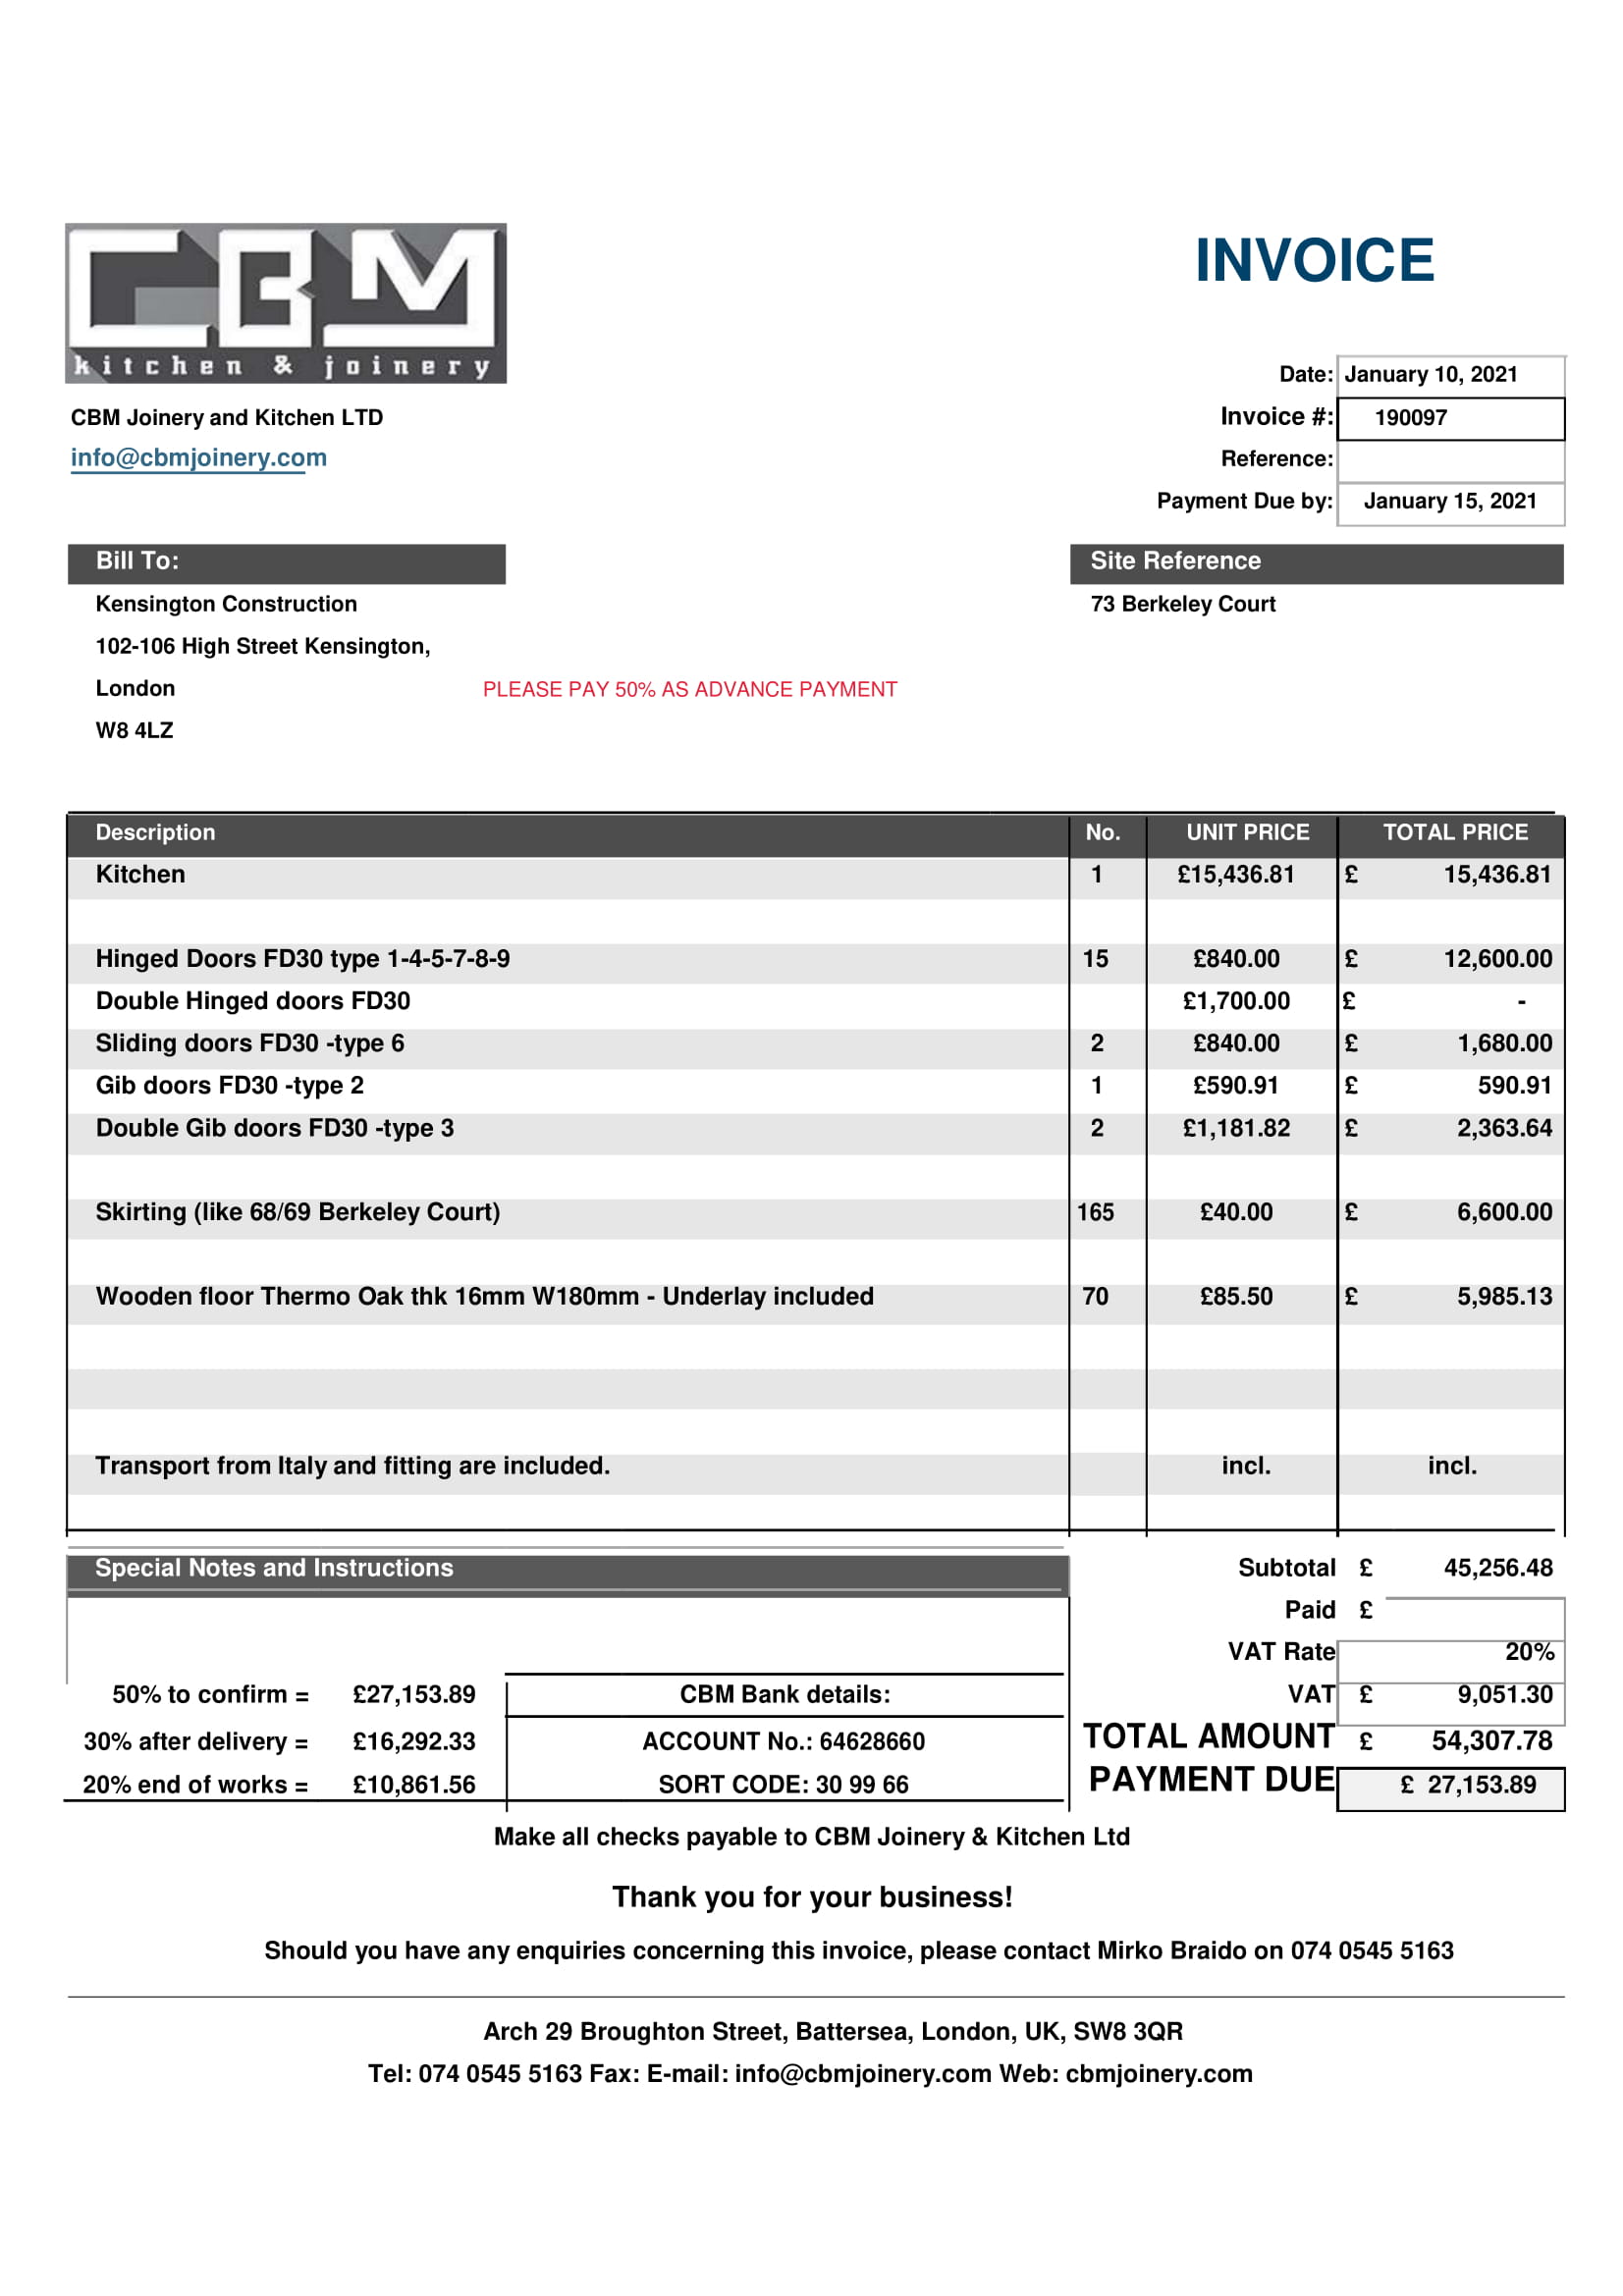 CBM
kitchen & joinery
INVOICE
Date: January 10, 2021
CBM Joinery and Kitchen LTD
Invoice #: 190097
info@cbmjoinery.com
Reference:
Payment Due by: January 15, 2021
Bill To:
Site Reference
Kensington Construction
73 Berkeley Court
102-106 High Street Kensington,
London
PLEASE PAY 50% AS ADVANCE PAYMENT
W8 4LZ
Description No. UNIT PRICE TOTAL PRICE
Kitchen 1 £15,436.81 £ 15,436.81
Hinged Doors FD30 type 1-4-5-7-8-9 15 £840.00 £ 12,600.00
Double Hinged doors FD30 £1,700.00 £ -
Sliding doors FD30 -type 6 2 £840.00 £ 1,680.00
Gib doors FD30 -type 2 1 £590.91 £ 590.91
Double Gib doors FD30 -type 3 2 £1,181.82 £ 2,363.64
Skirting (like 68/69 Berkeley Court) 165 £40.00 £ 6,600.00
Wooden floor Thermo Oak thk 16mm W180mm - Underlay included 70 £85.50 £ 5,985.13
Transport from Italy and fitting are included. incl. incl.
Special Notes and Instructions
Subtotal £ 45,256.48
Paid £
VAT Rate 20%
50% to confirm = £27,153.89 CBM Bank details: VAT £ 9,051.30
30% after delivery = £16,292.33 ACCOUNT No.: 64628660 TOTAL AMOUNT £ 54,307.78
20% end of works = £10,861.56 SORT CODE: 30 99 66 PAYMENT DUE £ 27,153.89
Make all checks payable to CBM Joinery & Kitchen Ltd
Thank you for your business!
Should you have any enquiries concerning this invoice, please contact Mirko Braido on 074 0545 5163
Arch 29 Broughton Street, Battersea, London, UK, SW8 3QR
Tel: 074 0545 5163 Fax: E-mail: info@cbmjoinery.com Web: cbmjoinery.com